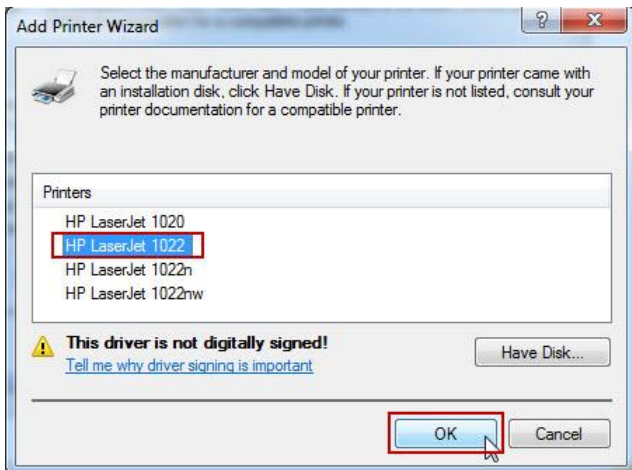 Add Printer Wizard
Select the manufacturer and model of your printer. If your printer came with
an installation disk, click Have Disk. If your printer is not listed, consult your
printer documentation for a compatible printer.
Printers
HP LaserJet 1020
HP LaserJet 1022
HP LaserJet 1022n
HP LaserJet 1022nw
This driver is not digitally signed!
Tell me why driver signing is important
Have Disk...
OK
Cancel